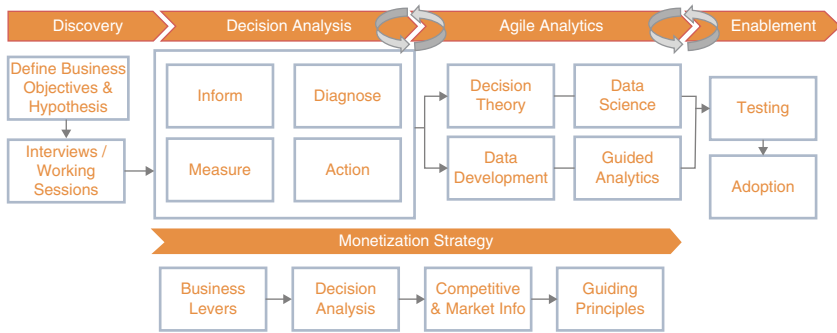 Discovery
Decision Analysis
Agile Analytics
Enablement
Define Business
Objectives &
Hypothesis
Interviews /
Working
Sessions
Inform
Diagnose
Measure
Action
Decision
Theory
Data
Science
Data
Development
Guided
Analytics
Testing
Adoption
Monetization Strategy
Business
Levers
Decision
Analysis
Competitive
& Market Info
Guiding
Principles